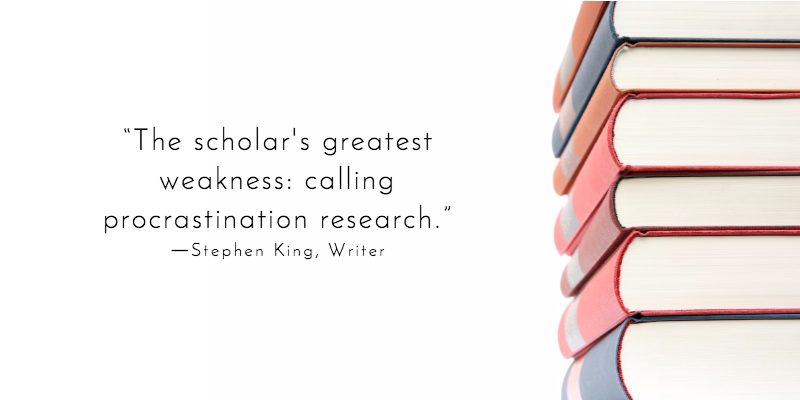 “The scholar's greatest
weakness: calling
procrastination research.”
—Stephen King, Writer